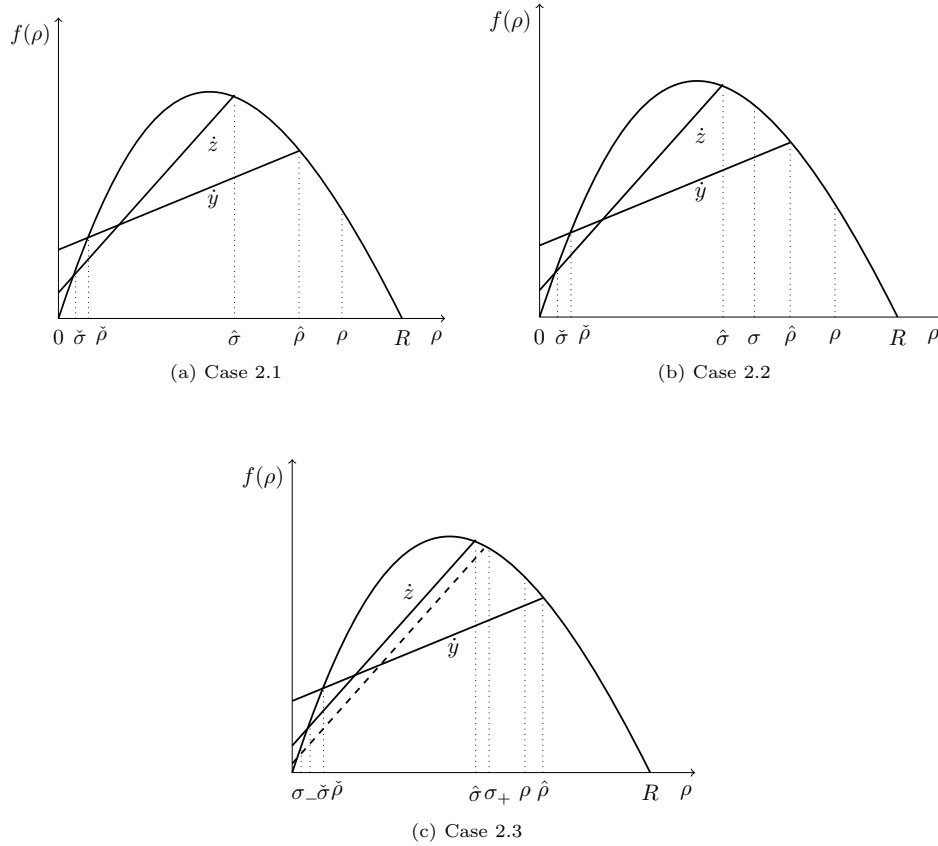 f(ρ)
ż
ẏ
0 σ̌ ρ̌ σ̂ ρ̂ ρ R ρ
(a) Case 2.1
f(ρ)
ż
ẏ
0 σ̌ ρ̌ σ̂ σ ρ̂ ρ R ρ
(b) Case 2.2
f(ρ)
ż
ẏ
σ₋ σ̌ ρ̌ σ̂ σ₊ ρ ρ̂ R ρ
(c) Case 2.3